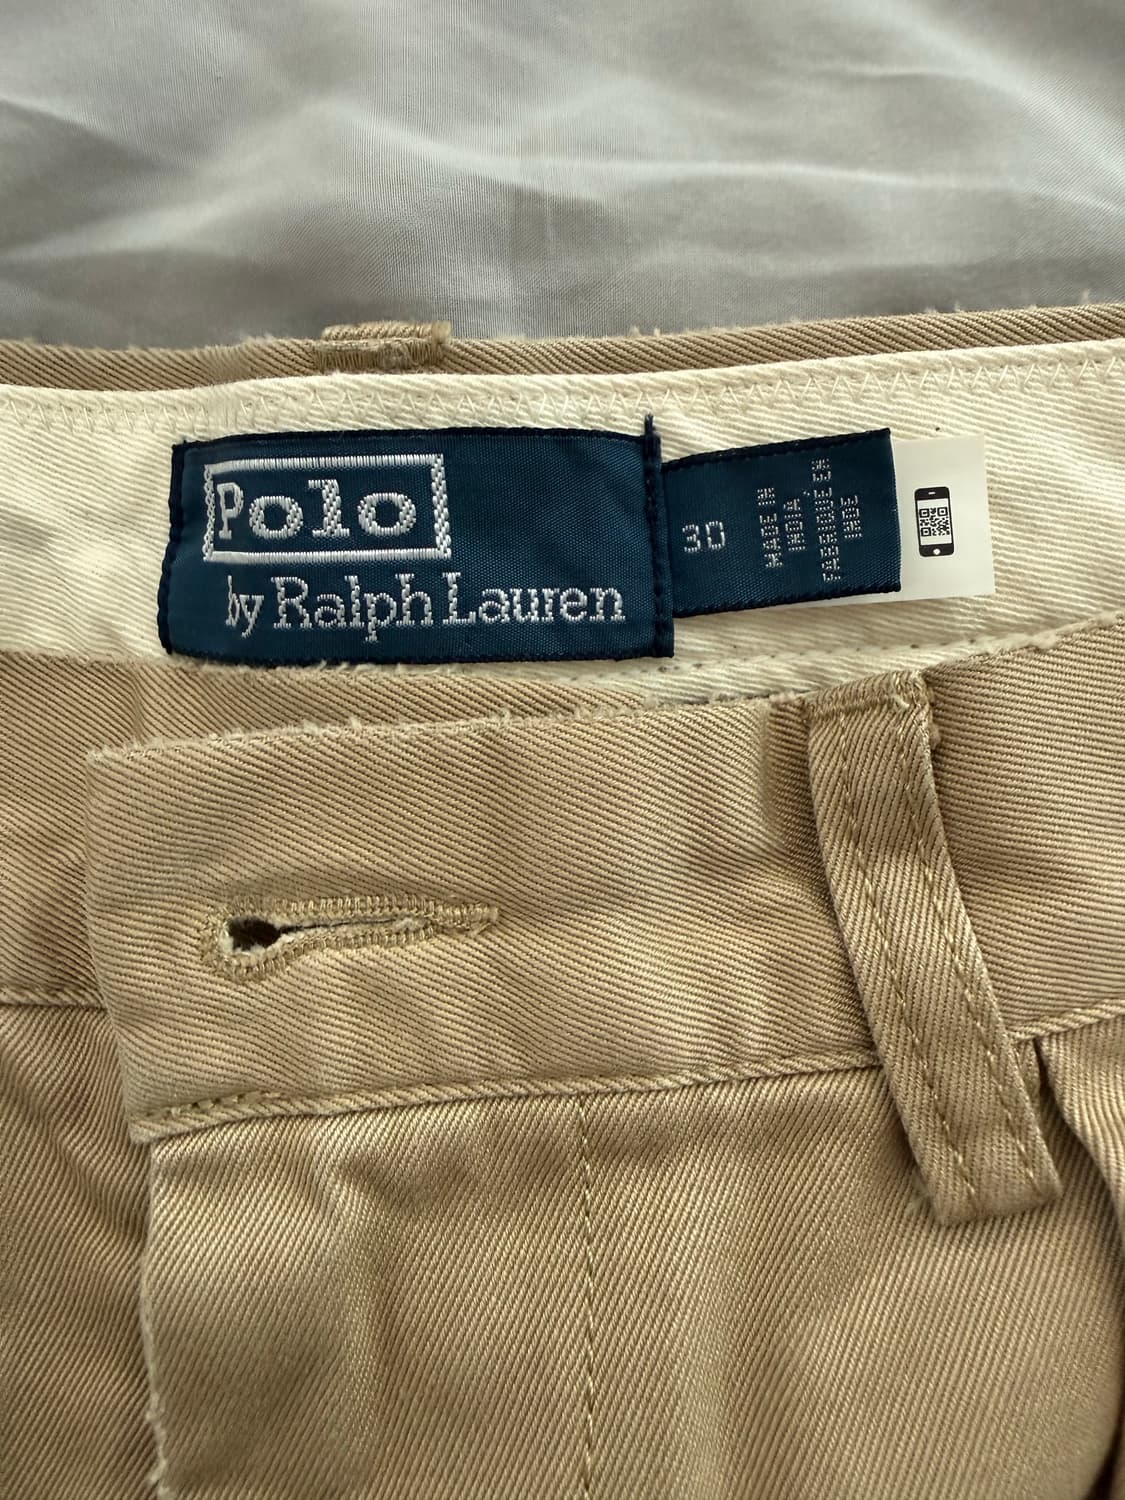 Polo
by Ralph Lauren
30
MADE IN
INDIA
FABRIQUÉ EN
INDE